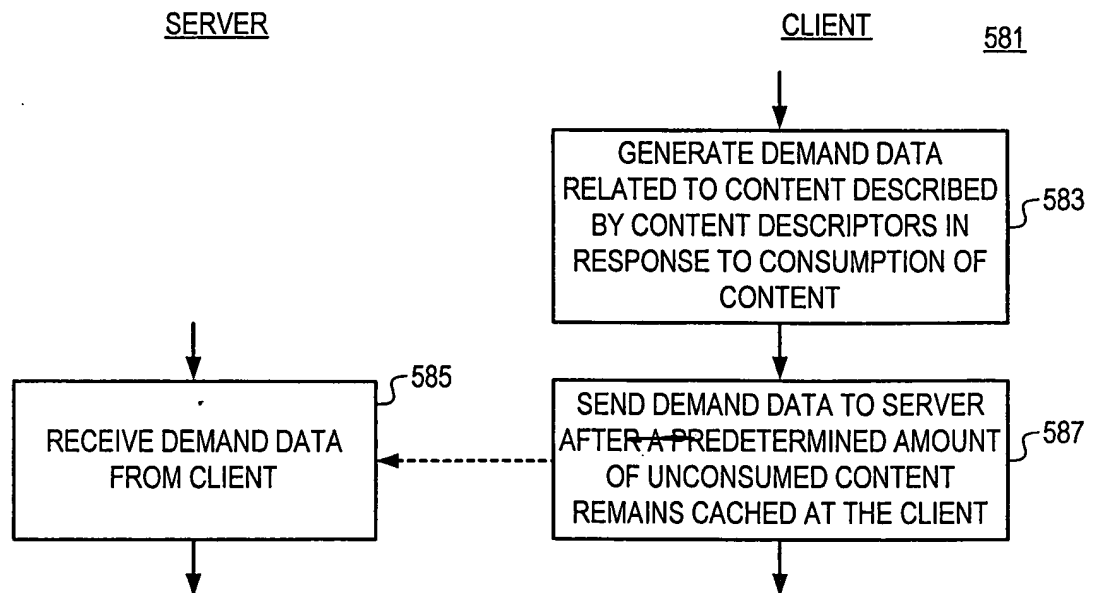 SERVER
CLIENT
581
GENERATE DEMAND DATA
RELATED TO CONTENT DESCRIBED
BY CONTENT DESCRIPTORS IN
RESPONSE TO CONSUMPTION OF
CONTENT
583
585
RECEIVE DEMAND DATA
FROM CLIENT
SEND DEMAND DATA TO SERVER
AFTER A PREDETERMINED AMOUNT
OF UNCONSUMED CONTENT
REMAINS CACHED AT THE CLIENT
587